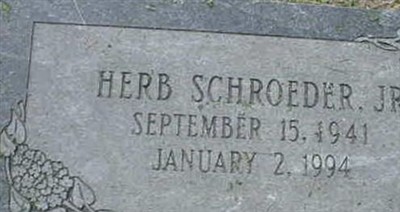 HERB SCHROEDER, JR
SEPTEMBER 15, 1941
JANUARY 2, 1994